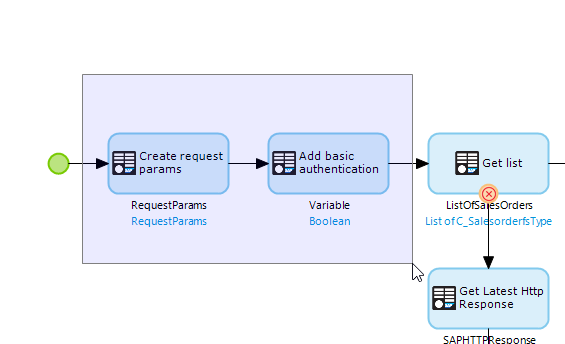 Create request
params
Add basic
authentication
Get list
RequestParams
RequestParams
Variable
Boolean
ListOfSalesOrders
List of C_SalesorderfsType
Get Latest Http
Response
SAPHTTPResponse